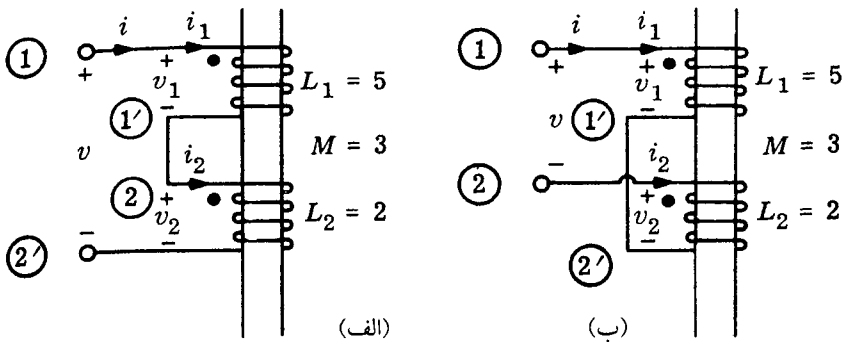 1
i
i₁
+
+
v₁
−
L₁ = 5
1′
v
M = 3
i₂
2
+
v₂
−
L₂ = 2
−
2′
(الف)
1
i
i₁
+
+
v₁
−
L₁ = 5
v
1′
M = 3
−
i₂
2
+
v₂
−
L₂ = 2
2′
(ب)